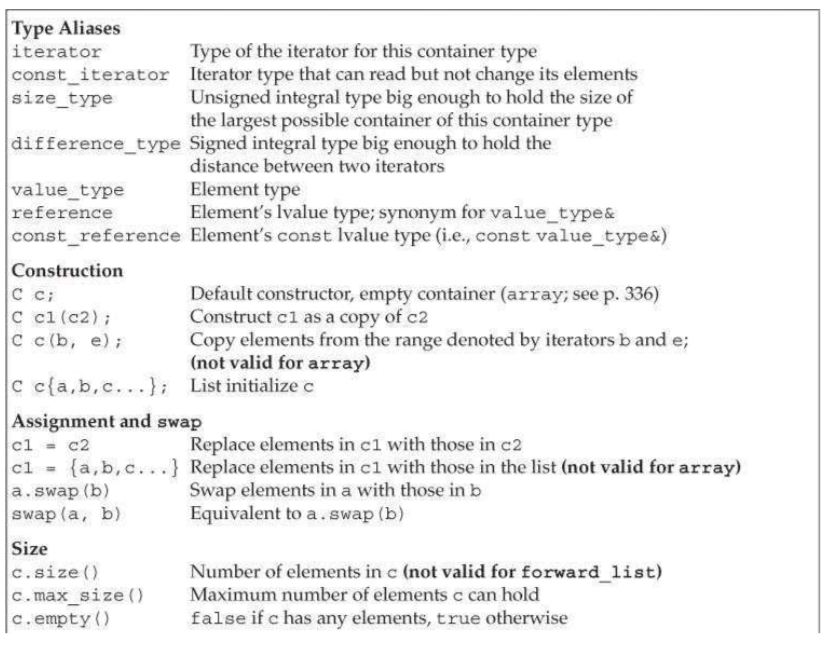 Type Aliases
iterator Type of the iterator for this container type
const_iterator Iterator type that can read but not change its elements
size_type Unsigned integral type big enough to hold the size of
the largest possible container of this container type
difference_type Signed integral type big enough to hold the
distance between two iterators
value_type Element type
reference Element's lvalue type; synonym for value_type&
const_reference Element's const lvalue type (i.e., const value_type&)
Construction
C c; Default constructor, empty container (array; see p. 336)
C c1(c2); Construct c1 as a copy of c2
C c(b, e); Copy elements from the range denoted by iterators b and e;
(not valid for array)
C c{a,b,c...}; List initialize c
Assignment and swap
c1 = c2 Replace elements in c1 with those in c2
c1 = {a,b,c...} Replace elements in c1 with those in the list (not valid for array)
a.swap(b) Swap elements in a with those in b
swap(a, b) Equivalent to a.swap(b)
Size
c.size() Number of elements in c (not valid for forward_list)
c.max_size() Maximum number of elements c can hold
c.empty() false if c has any elements, true otherwise